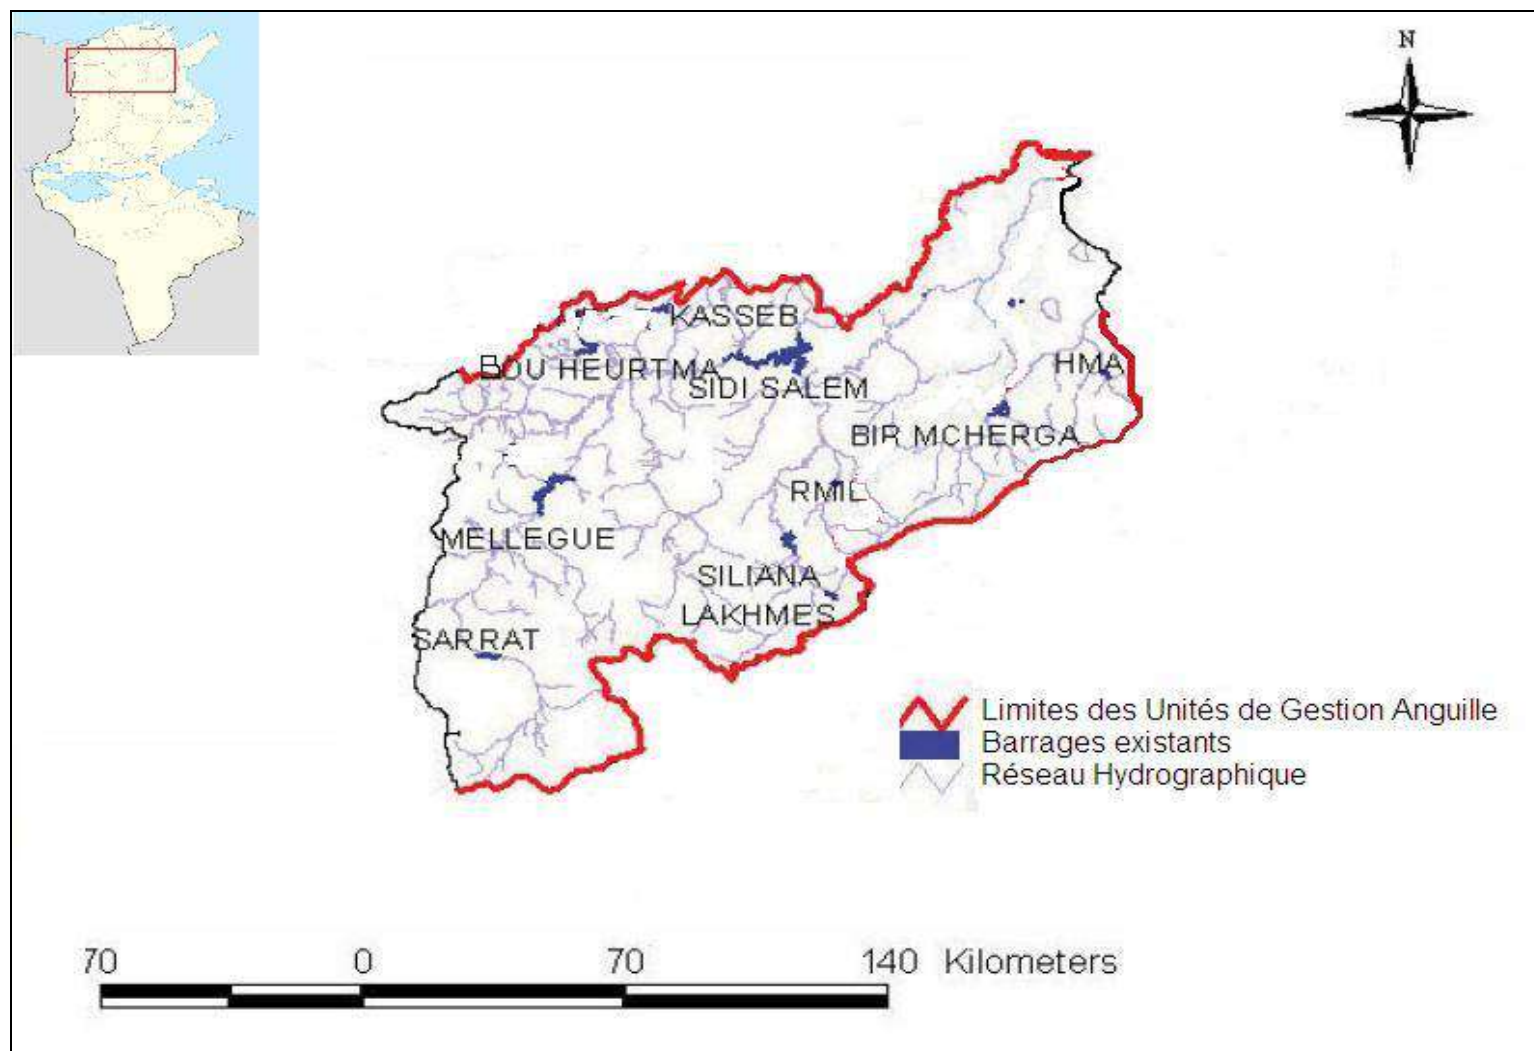 N
KASSEB
BOU HEURTMA
HMA
SIDI SALEM
BIR MCHERGA
RMIL
MELLEGUE
SILIANA
LAKHMES
SARRAT
Limites des Unités de Gestion Anguille
Barrages existants
Réseau Hydrographique
70 0 70 140 Kilometers